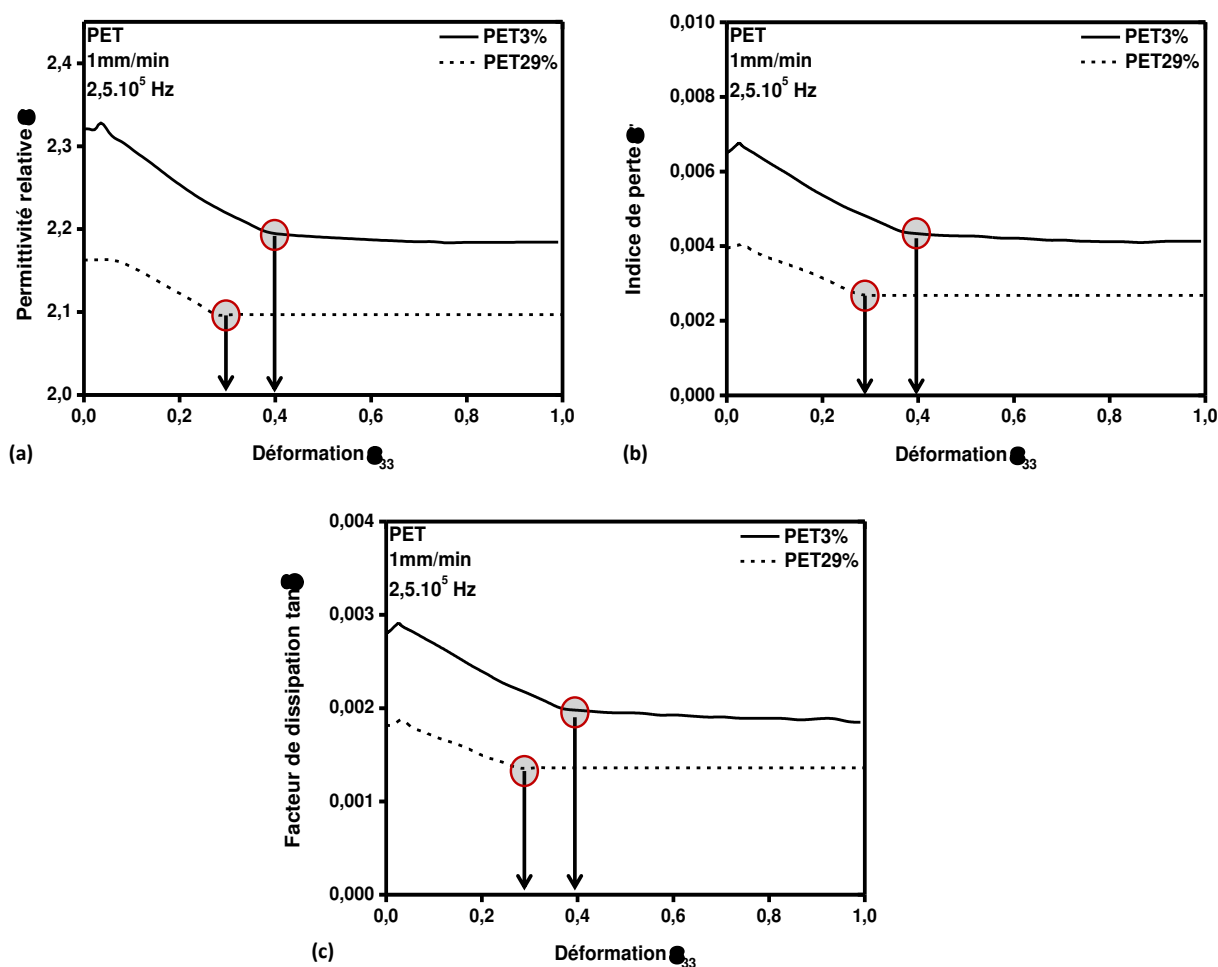 PET
1mm/min
2,5.10⁵ Hz
PET3%
PET29%
2,4
2,3
2,2
2,1
2,0
Permittivité relative
0,0 0,2 0,4 0,6 0,8 1,0
Déformation 33
(a)
PET
1mm/min
2,5.10⁵ Hz
PET3%
PET29%
0,010
0,008
0,006
0,004
0,002
0,000
Indice de perte
0,0 0,2 0,4 0,6 0,8 1,0
Déformation 33
(b)
PET
1mm/min
2,5.10⁵ Hz
PET3%
PET29%
0,004
0,003
0,002
0,001
0,000
Facteur de dissipation tan
0,0 0,2 0,4 0,6 0,8 1,0
Déformation 33
(c)